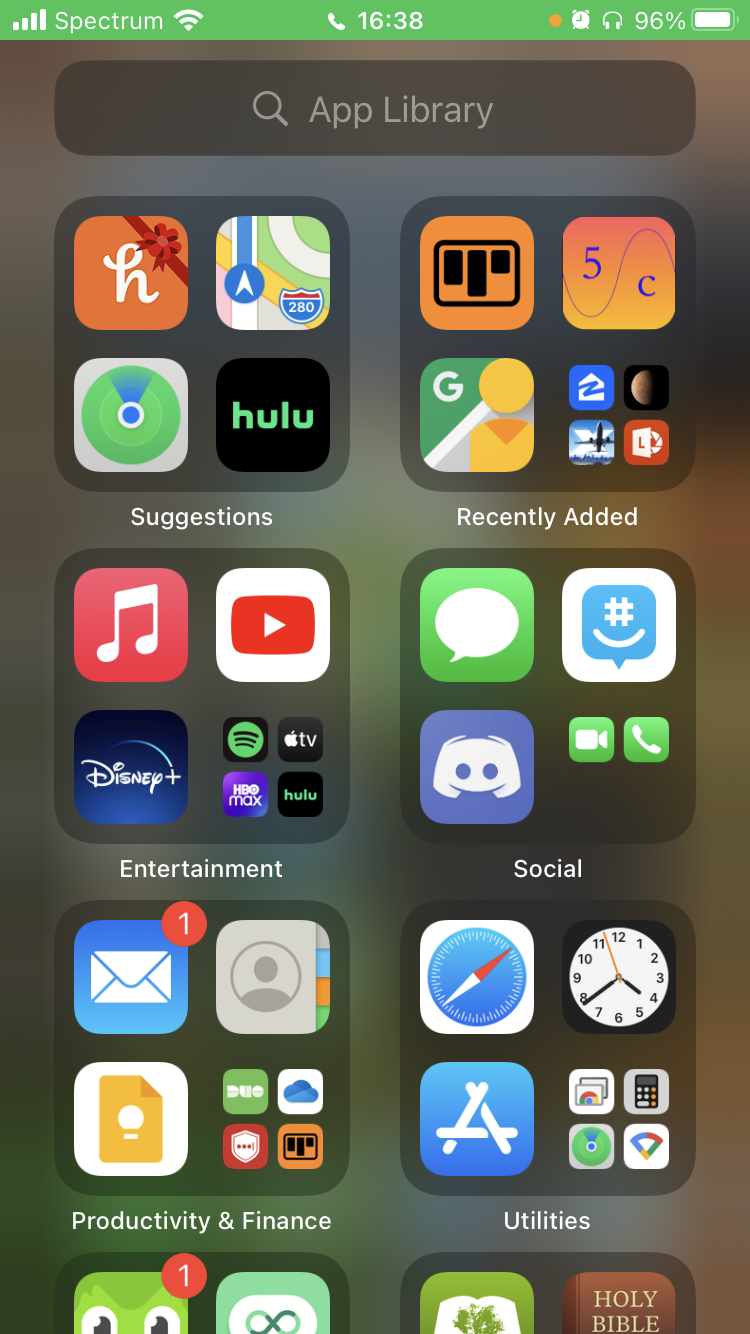 Spectrum 16:38 96%
App Library
h
280
hulu
5 c
G
L
Suggestions Recently Added
#
Disney+
tv
HBO max hulu
Entertainment Social
1
11 12 1
10 2
9 3
8 4
7 6 5
DUO
Productivity & Finance Utilities
1
HOLY
BIBLE